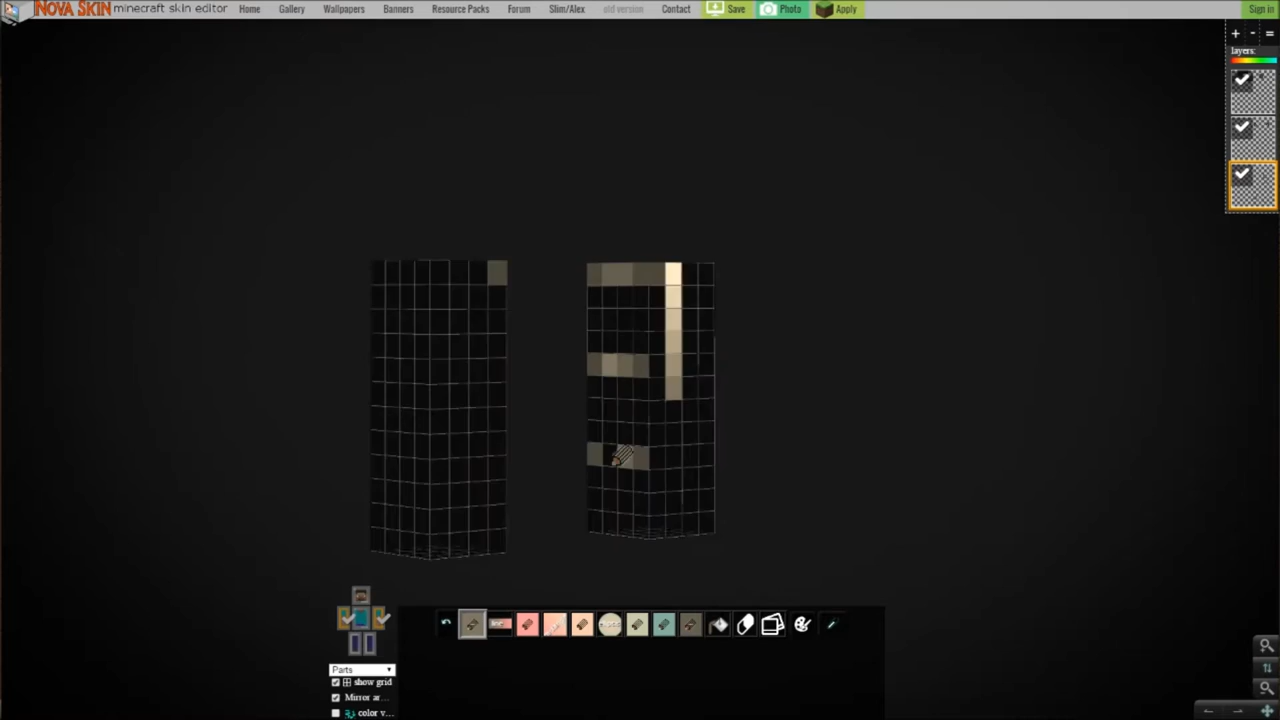 NOVA SKIN minecraft skin editor Home Gallery Wallpapers Banners Resource Packs Forum Slim/Alex old version Contact Save Photo Apply Sign in
+ - =
layers:
Parts
show grid
Mirror ar...
color v...